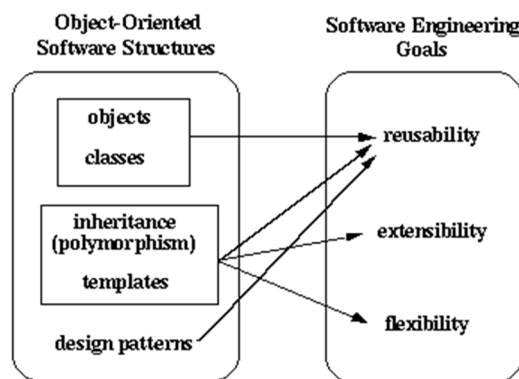 Object-Oriented
Software Structures
Software Engineering
Goals
objects
classes
inheritance
(polymorphism)
templates
design patterns
reusability
extensibility
flexibility